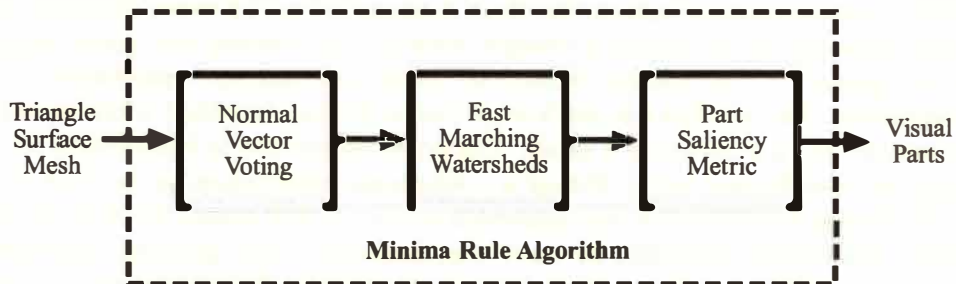 Triangle
Surface
Mesh
Normal
Vector
Voting
Fast
Marching
Watersheds
Part
Saliency
Metric
Visual
Parts
Minima Rule Algorithm